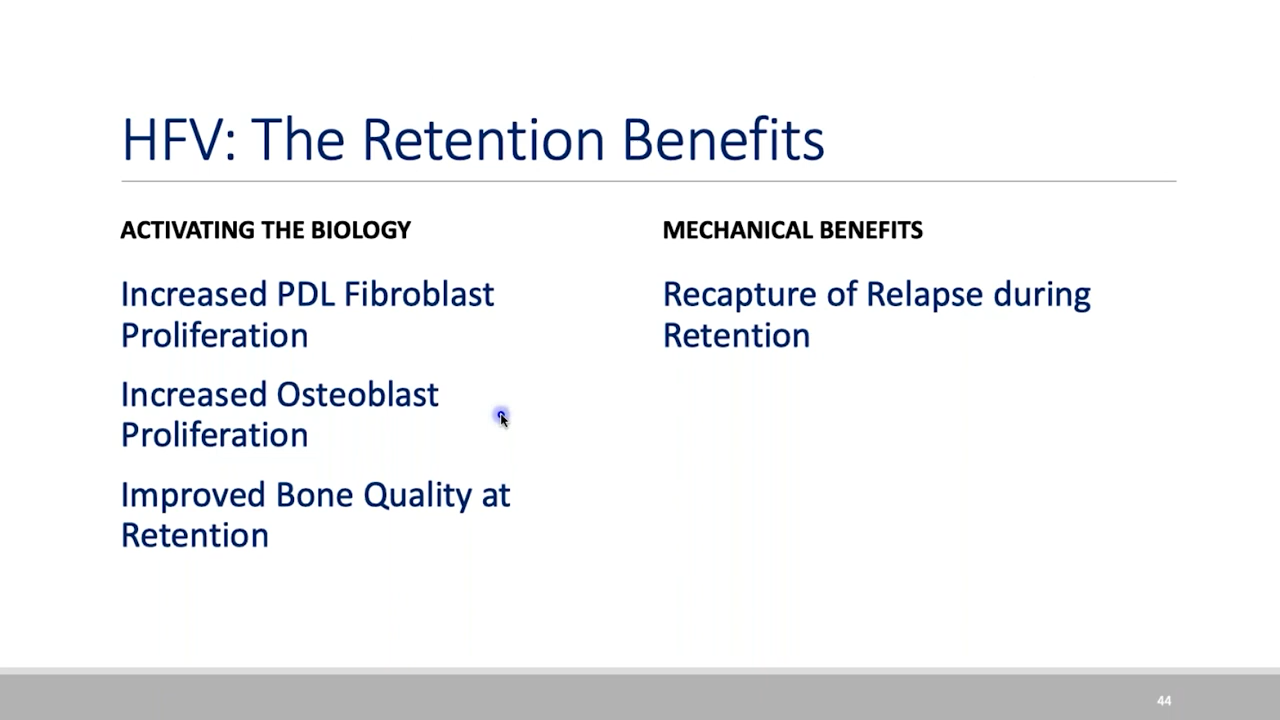 HFV: The Retention Benefits
ACTIVATING THE BIOLOGY
Increased PDL Fibroblast
Proliferation
Increased Osteoblast
Proliferation
Improved Bone Quality at
Retention
MECHANICAL BENEFITS
Recapture of Relapse during
Retention
44